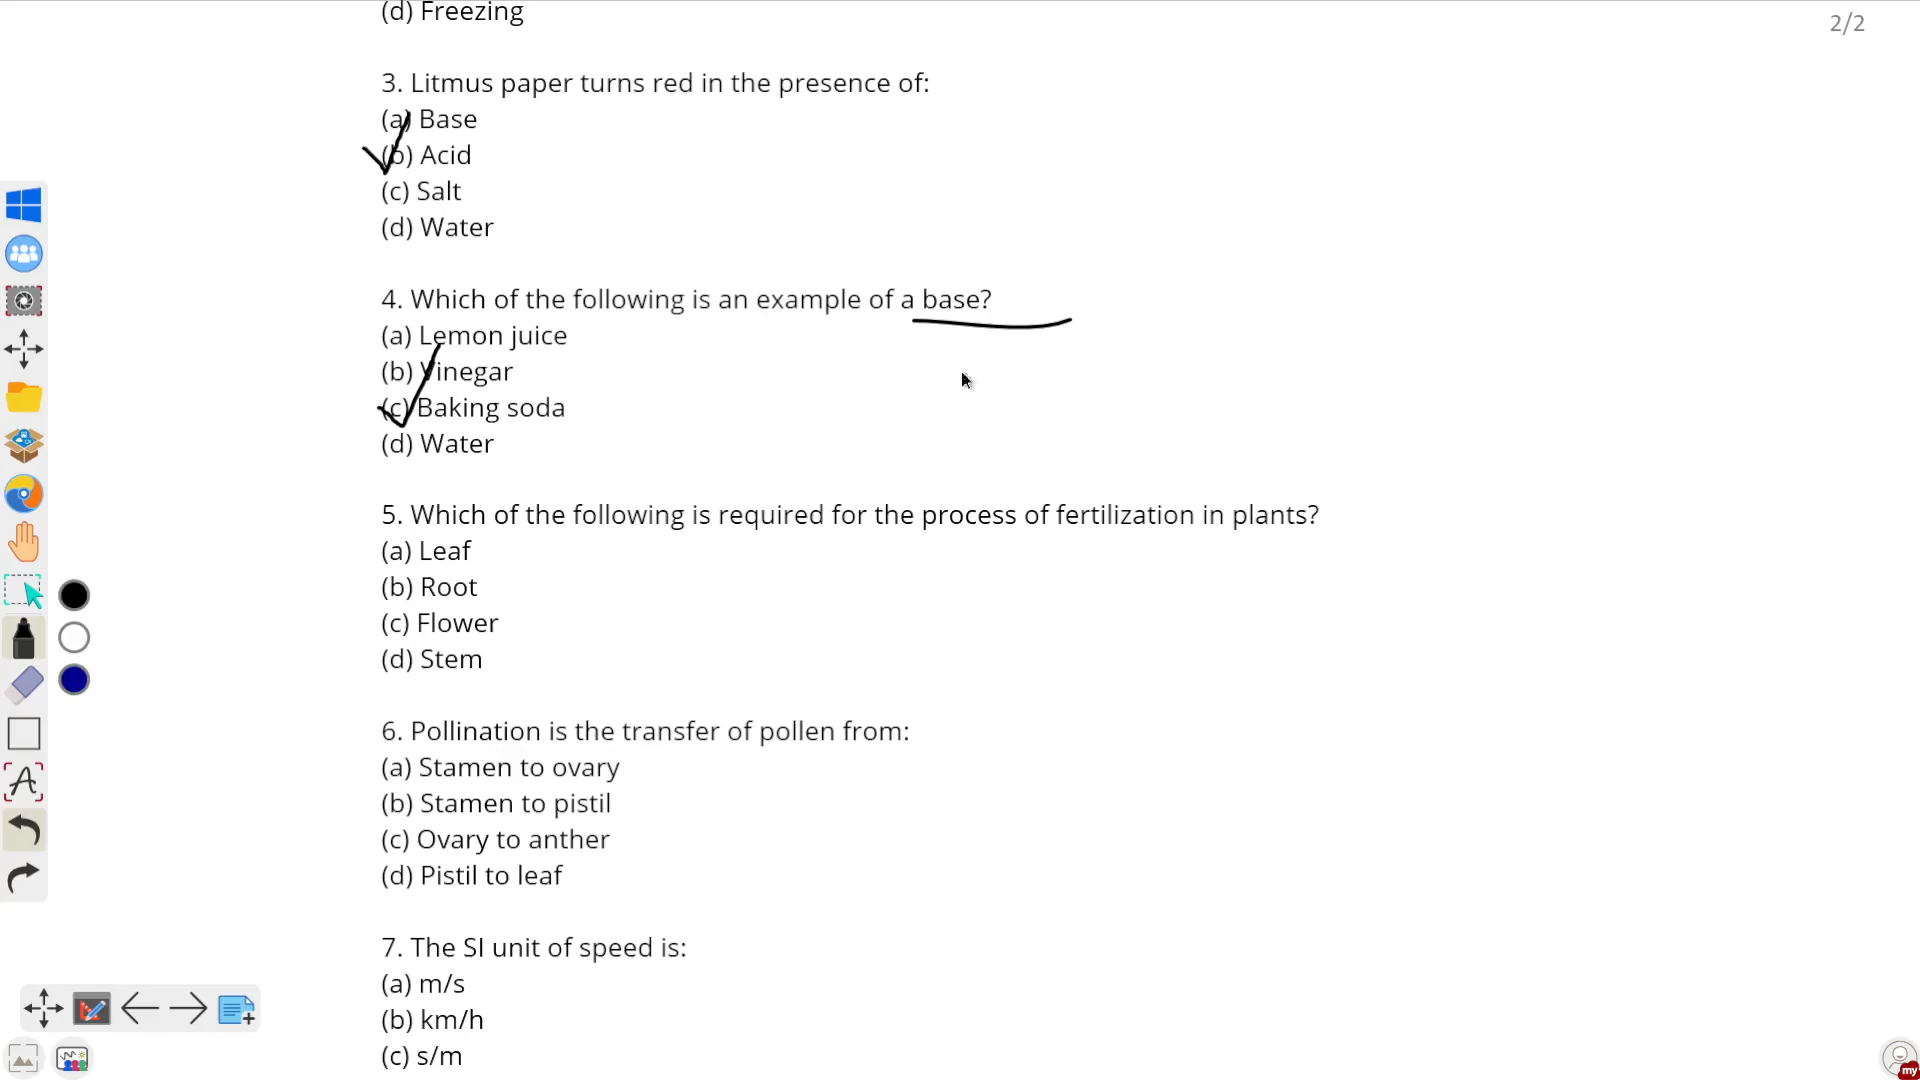 (d) Freezing
2/2
3. Litmus paper turns red in the presence of:
(a) Base
(b) Acid
(c) Salt
(d) Water
4. Which of the following is an example of a base?
(a) Lemon juice
(b) Vinegar
(c) Baking soda
(d) Water
5. Which of the following is required for the process of fertilization in plants?
(a) Leaf
(b) Root
(c) Flower
(d) Stem
6. Pollination is the transfer of pollen from:
(a) Stamen to ovary
(b) Stamen to pistil
(c) Ovary to anther
(d) Pistil to leaf
7. The SI unit of speed is:
(a) m/s
(b) km/h
(c) s/m
my